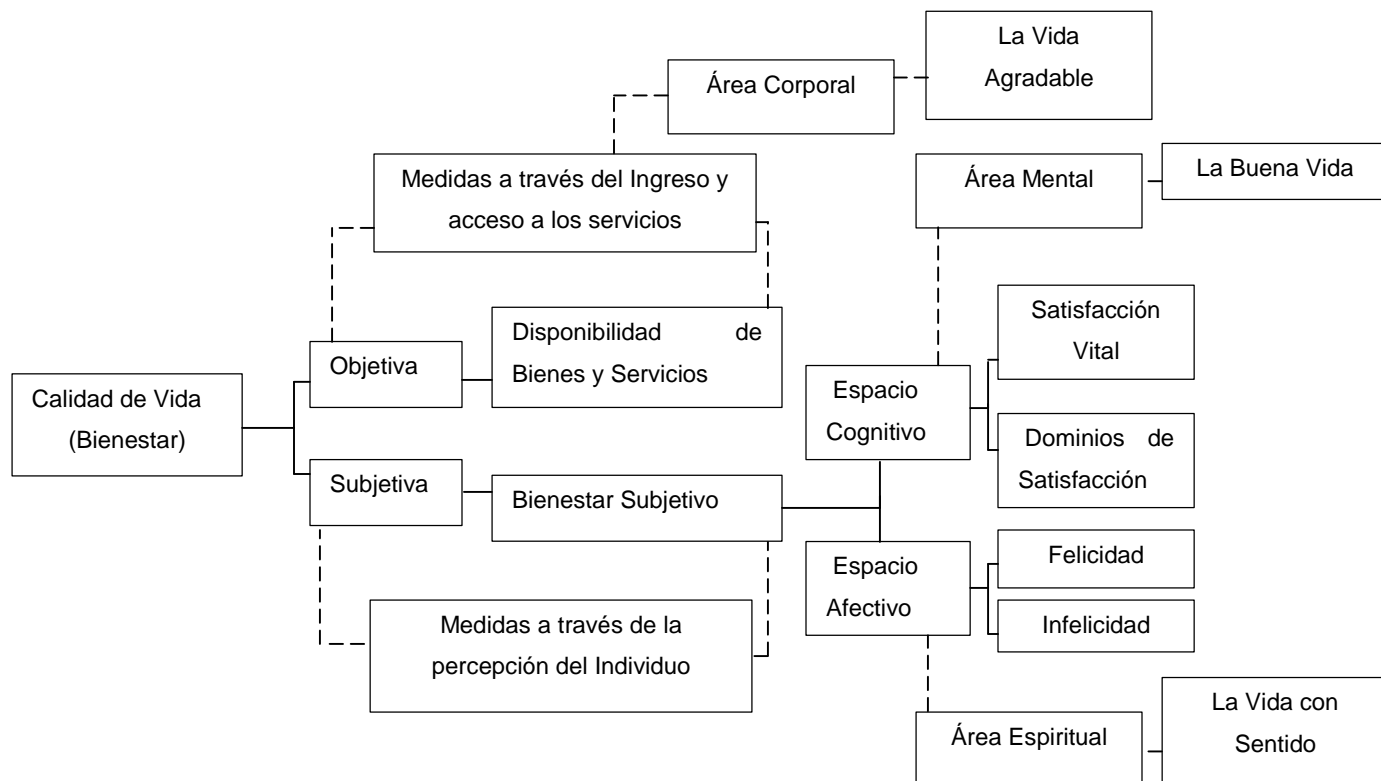 La Vida
Agradable
Área Corporal
Medidas a través del Ingreso y
acceso a los servicios
Área Mental
La Buena Vida
Satisfacción
Vital
Disponibilidad de
Bienes y Servicios
Objetiva
Calidad de Vida
(Bienestar)
Espacio
Cognitivo
Dominios de
Satisfacción
Subjetiva
Bienestar Subjetivo
Espacio
Afectivo
Felicidad
Infelicidad
Medidas a través de la
percepción del Individuo
Área Espiritual
La Vida con
Sentido